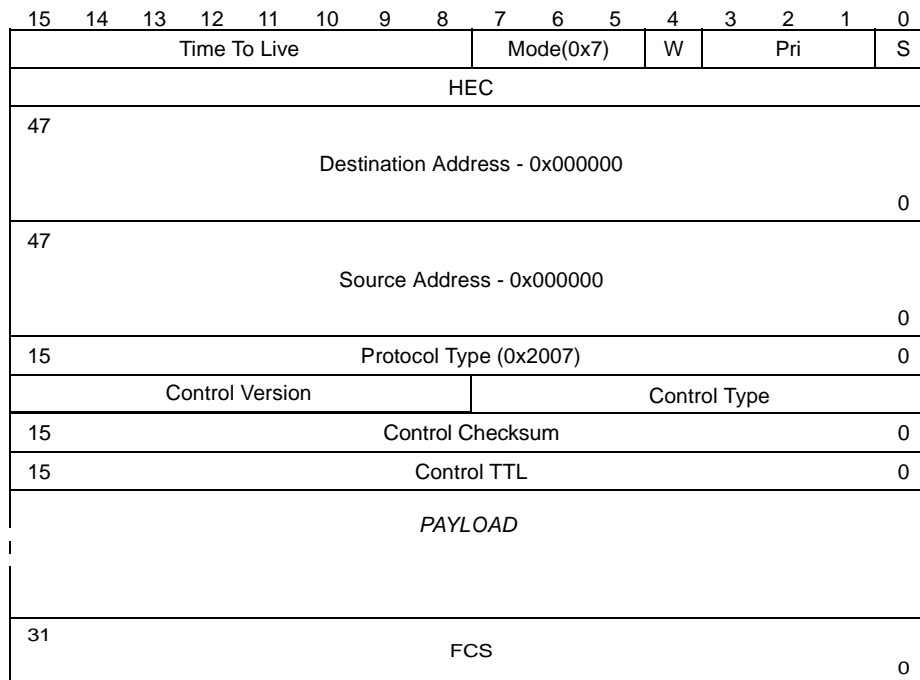 15 14 13 12 11 10 9 8 7 6 5 4 3 2 1 0
Time To Live Mode(0x7) W Pri S
HEC
47
Destination Address - 0x000000
0
47
Source Address - 0x000000
0
15 Protocol Type (0x2007) 0
Control Version Control Type
15 Control Checksum 0
15 Control TTL 0
PAYLOAD
31
FCS
0